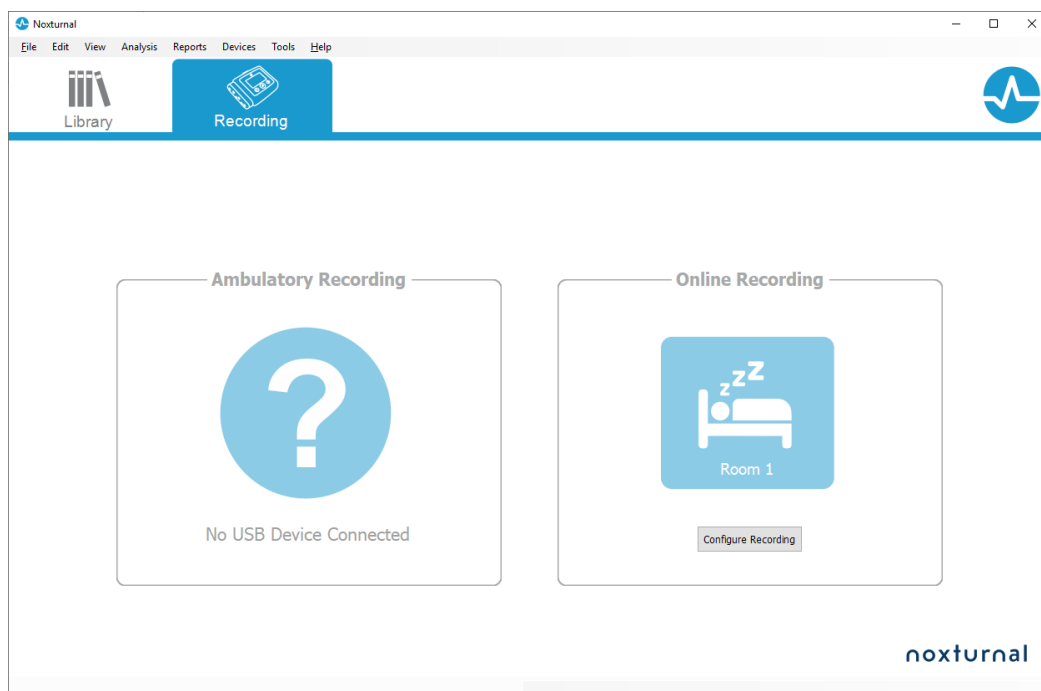 Noxturnal
File Edit View Analysis Reports Devices Tools Help
Library
Recording
Ambulatory Recording
No USB Device Connected
Online Recording
zzZ
Room 1
Configure Recording
noxturnal